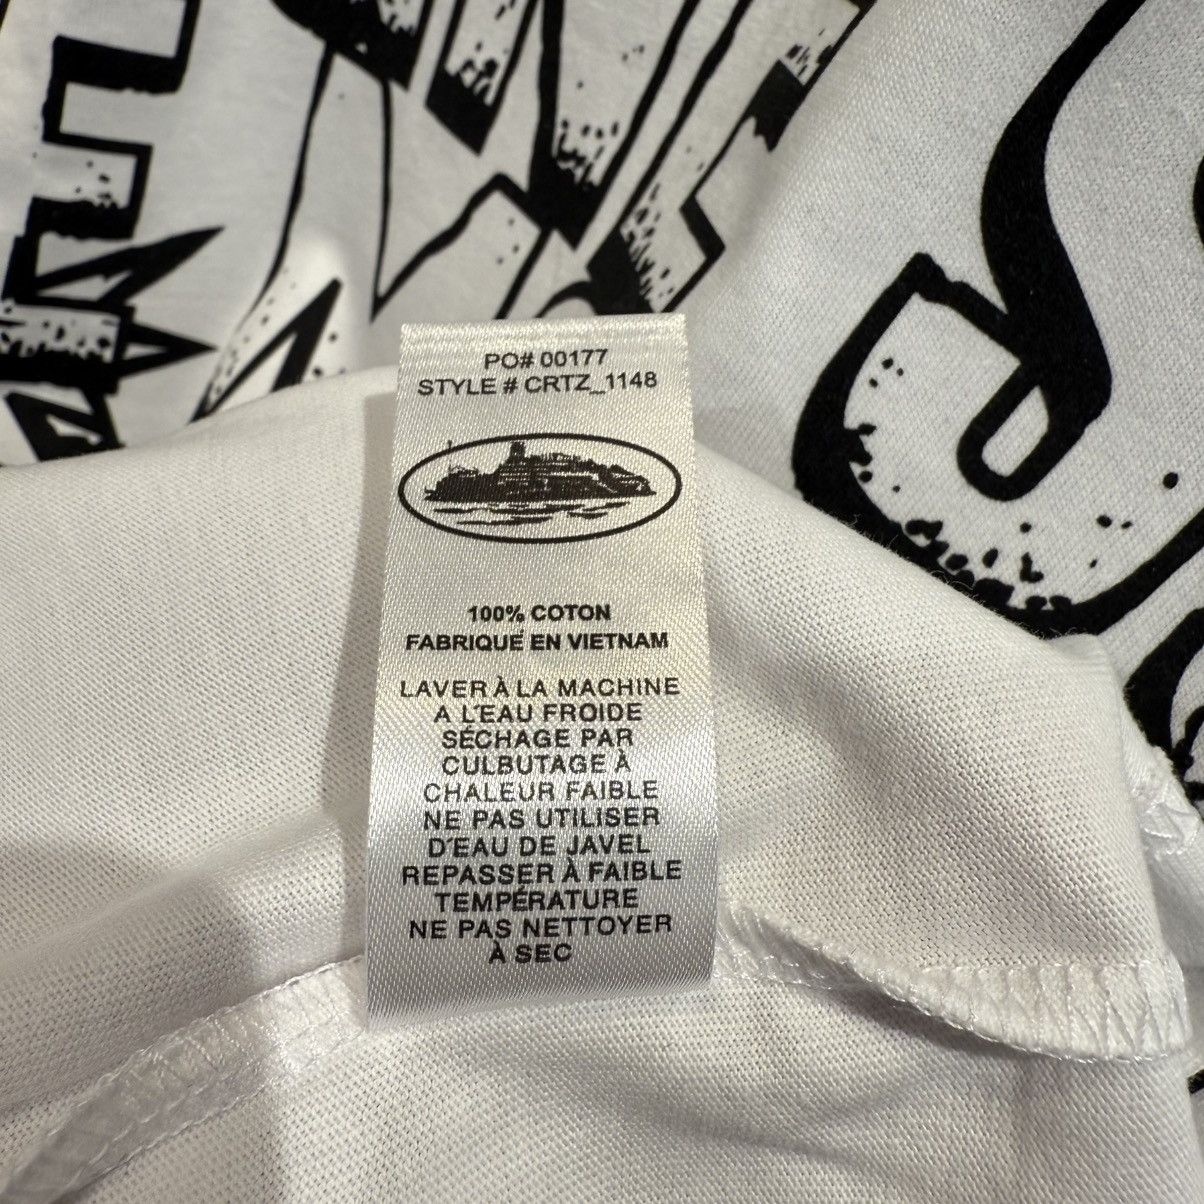 PO# 00177
STYLE # CRTZ_1148
100% COTON
FABRIQUÉ EN VIETNAM
LAVER À LA MACHINE
A L'EAU FROIDE
SÉCHAGE PAR
CULBUTAGE À
CHALEUR FAIBLE
NE PAS UTILISER
D'EAU DE JAVEL
REPASSER À FAIBLE
TEMPÉRATURE
NE PAS NETTOYER
À SEC